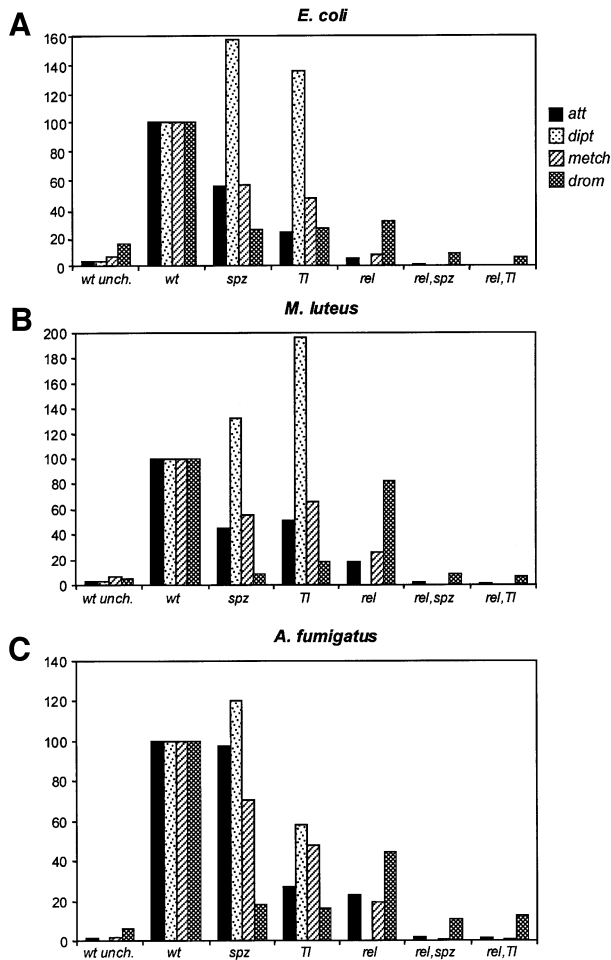 A
E. coli
160
140
120
100
80
60
40
20
0
wt unch. wt spz Tl rel rel,spz rel,Tl
att
dipt
metch
drom
B
M. luteus
200
180
160
140
120
100
80
60
40
20
0
wt unch. wt spz Tl rel rel,spz rel,Tl
C
A. fumigatus
140
120
100
80
60
40
20
0
wt unch. wt spz Tl rel rel,spz rel,Tl